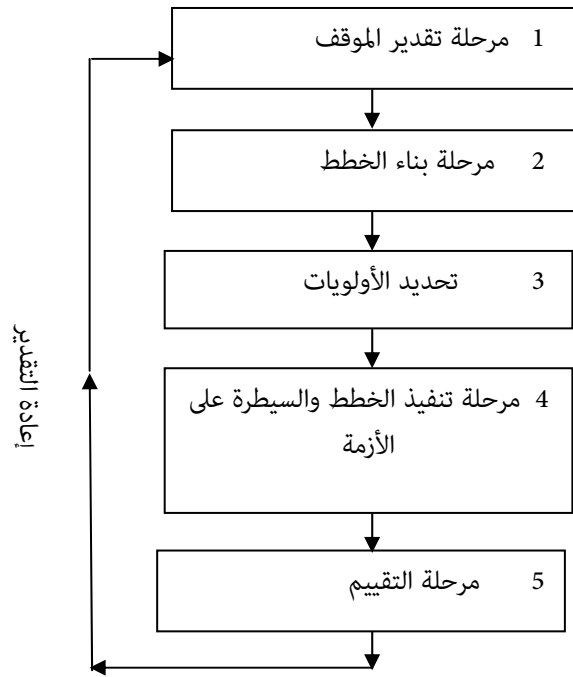 1 مرحلة تقدير الموقف
2 مرحلة بناء الخطط
3 تحديد الأولويات
4 مرحلة تنفيذ الخطط والسيطرة على
الأزمة
5 مرحلة التقييم
إعادة التقدير